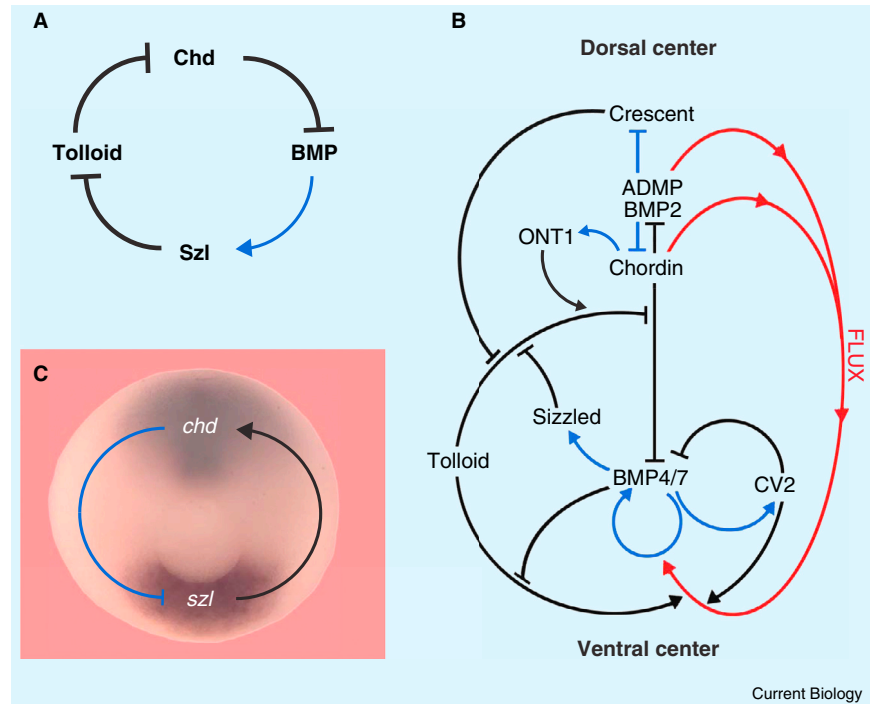 A
Chd
Tolloid
BMP
Szl
B
Dorsal center
Crescent
ADMP
BMP2
ONT1
Chordin
FLUX
Sizzled
Tolloid
BMP4/7
CV2
Ventral center
C
chd
szl
Current Biology